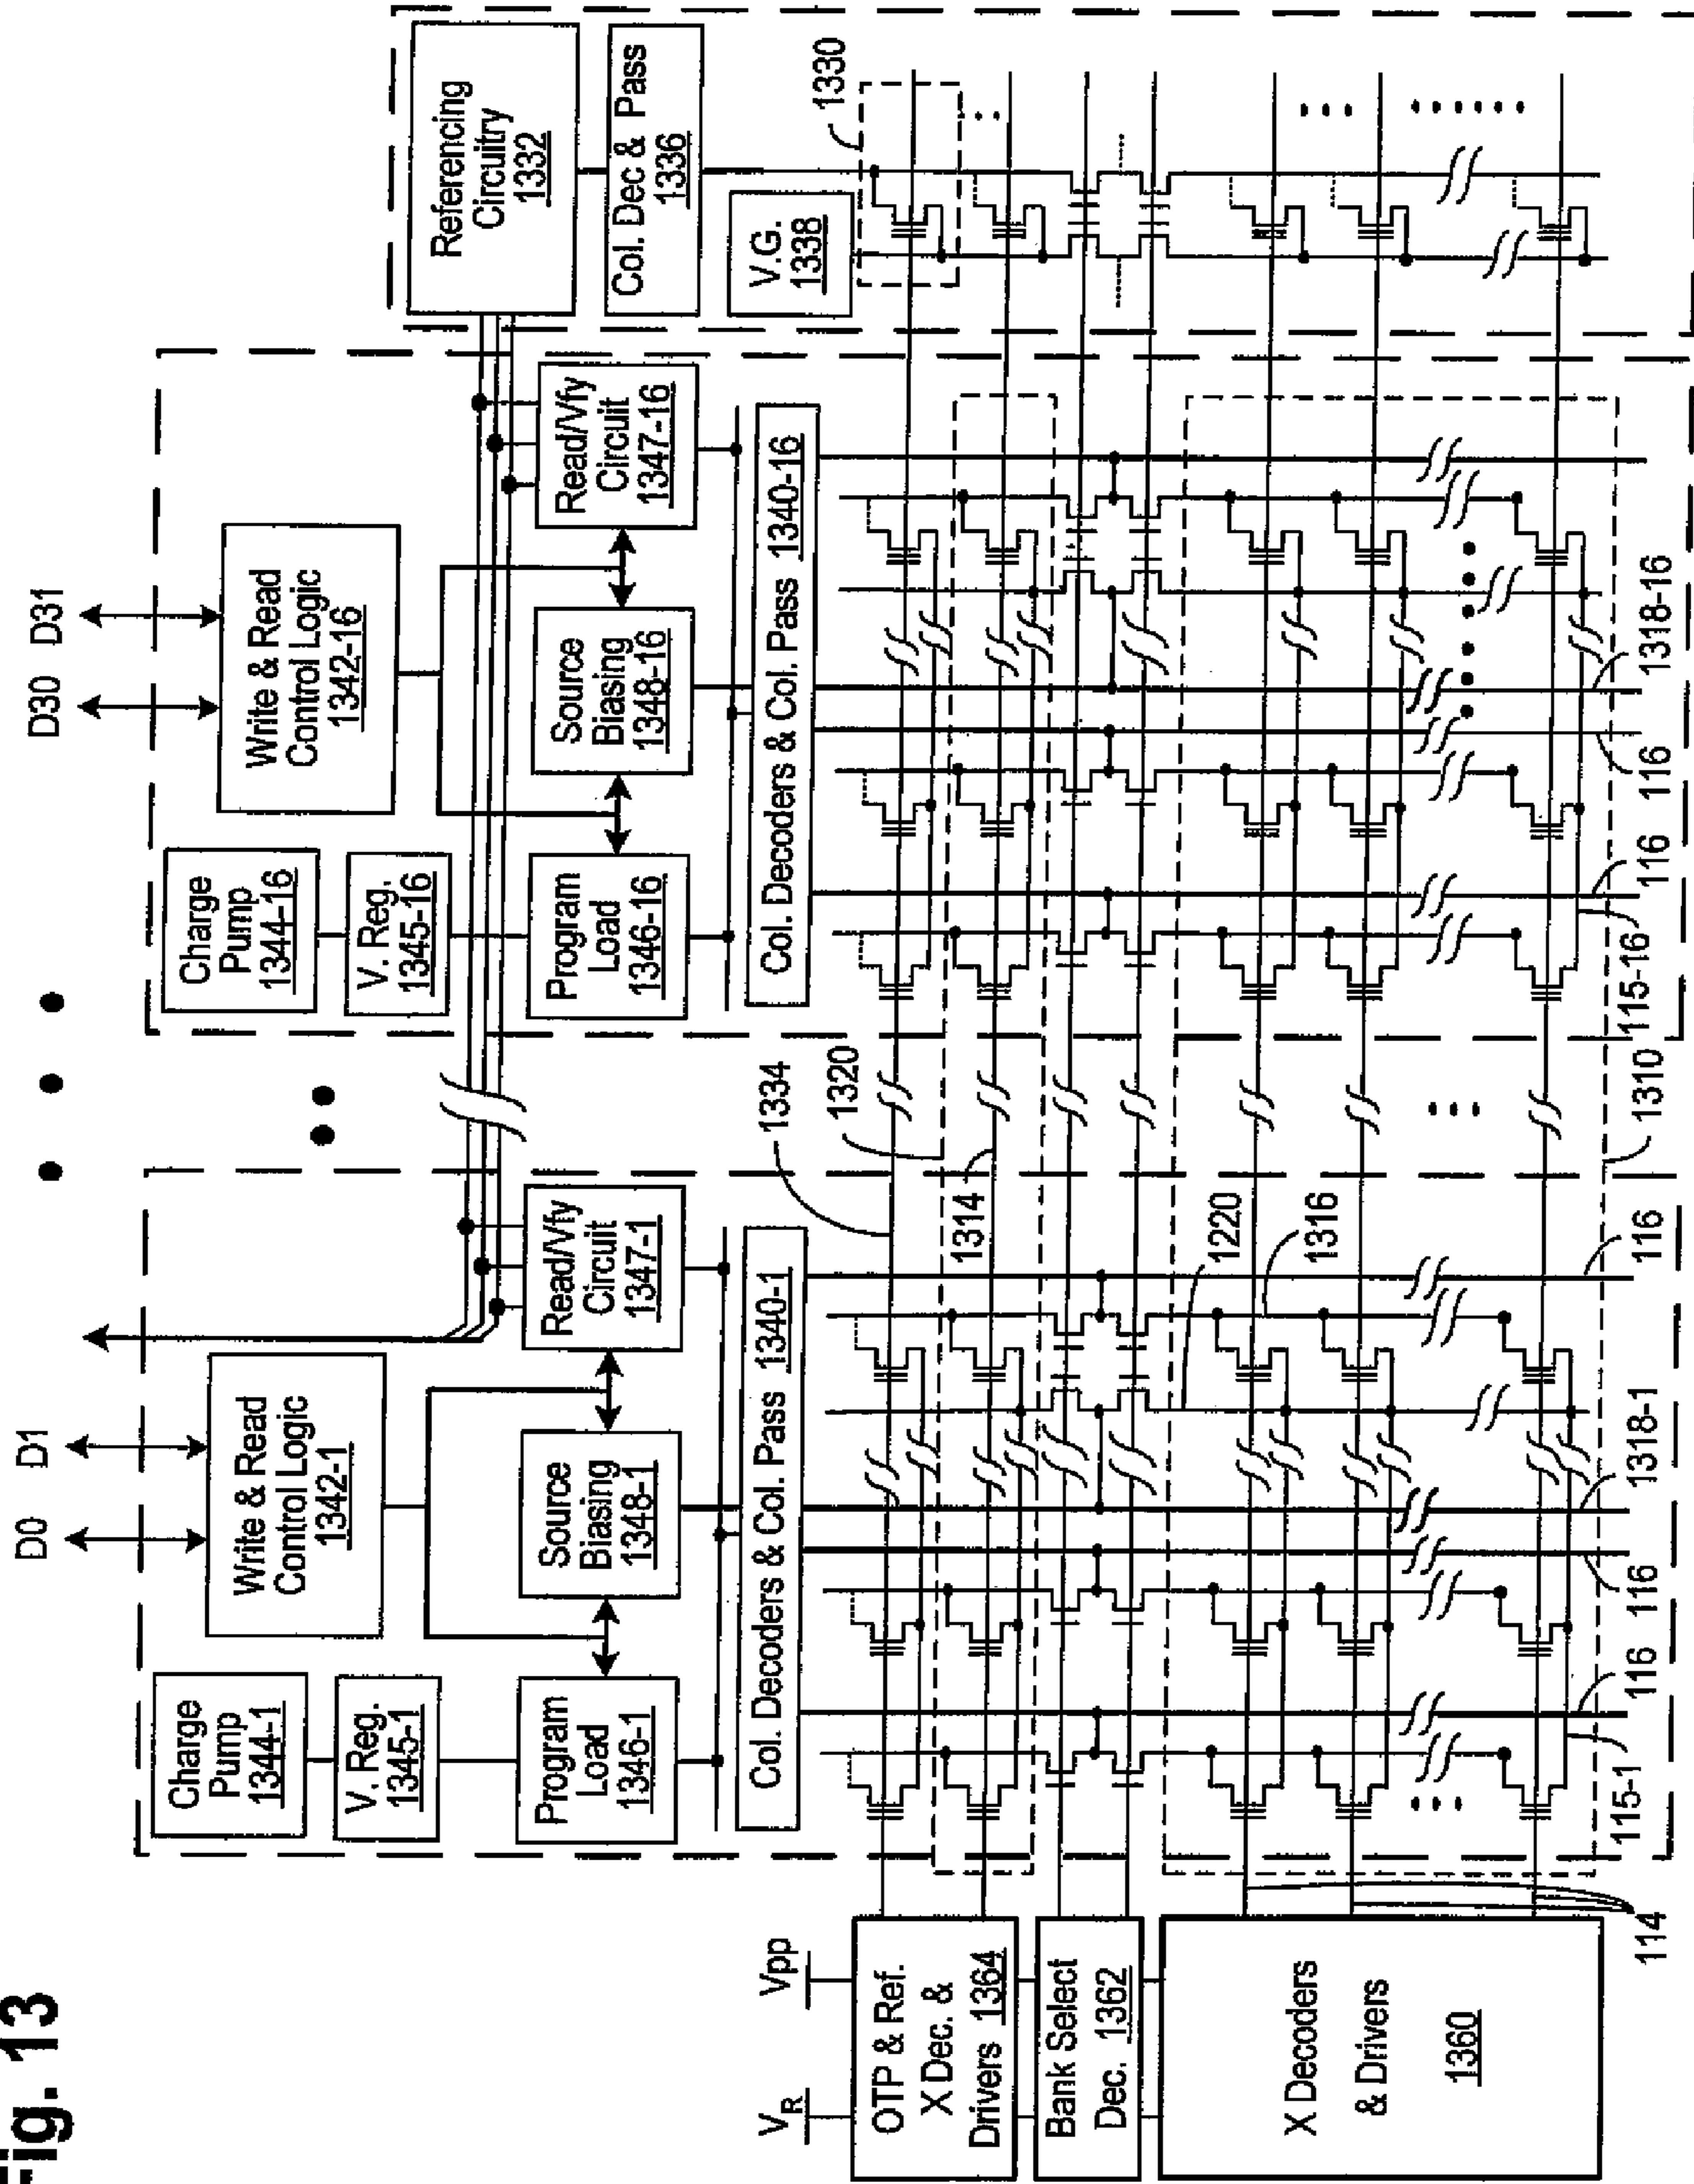 Fig. 13
D0
D1
D30
D31
Charge
Pump
1344-1
V. Reg.
1345-1
Program
Load
1346-1
Write & Read
Control Logic
1342-1
Source
Biasing
1348-1
Read/Vfy
Circuit
1347-1
Col. Decoders & Col. Pass 1340-1
Charge
Pump
1344-16
V. Reg.
1345-16
Program
Load
1346-16
Write & Read
Control Logic
1342-16
Source
Biasing
1348-16
Read/Vfy
Circuit
1347-16
Col. Decoders & Col. Pass 1340-16
Referencing
Circuitry
1332
Col. Dec & Pass
1336
V.G.
1338
1330
VR
Vpp
OTP & Ref.
X Dec. &
Drivers 1364
Bank Select
Dec. 1362
X Decoders
& Drivers
1360
1334
1320
1314
1220
1316
114
115-1
116
116
1318-1
116
1310
115-16
116
116
1318-16